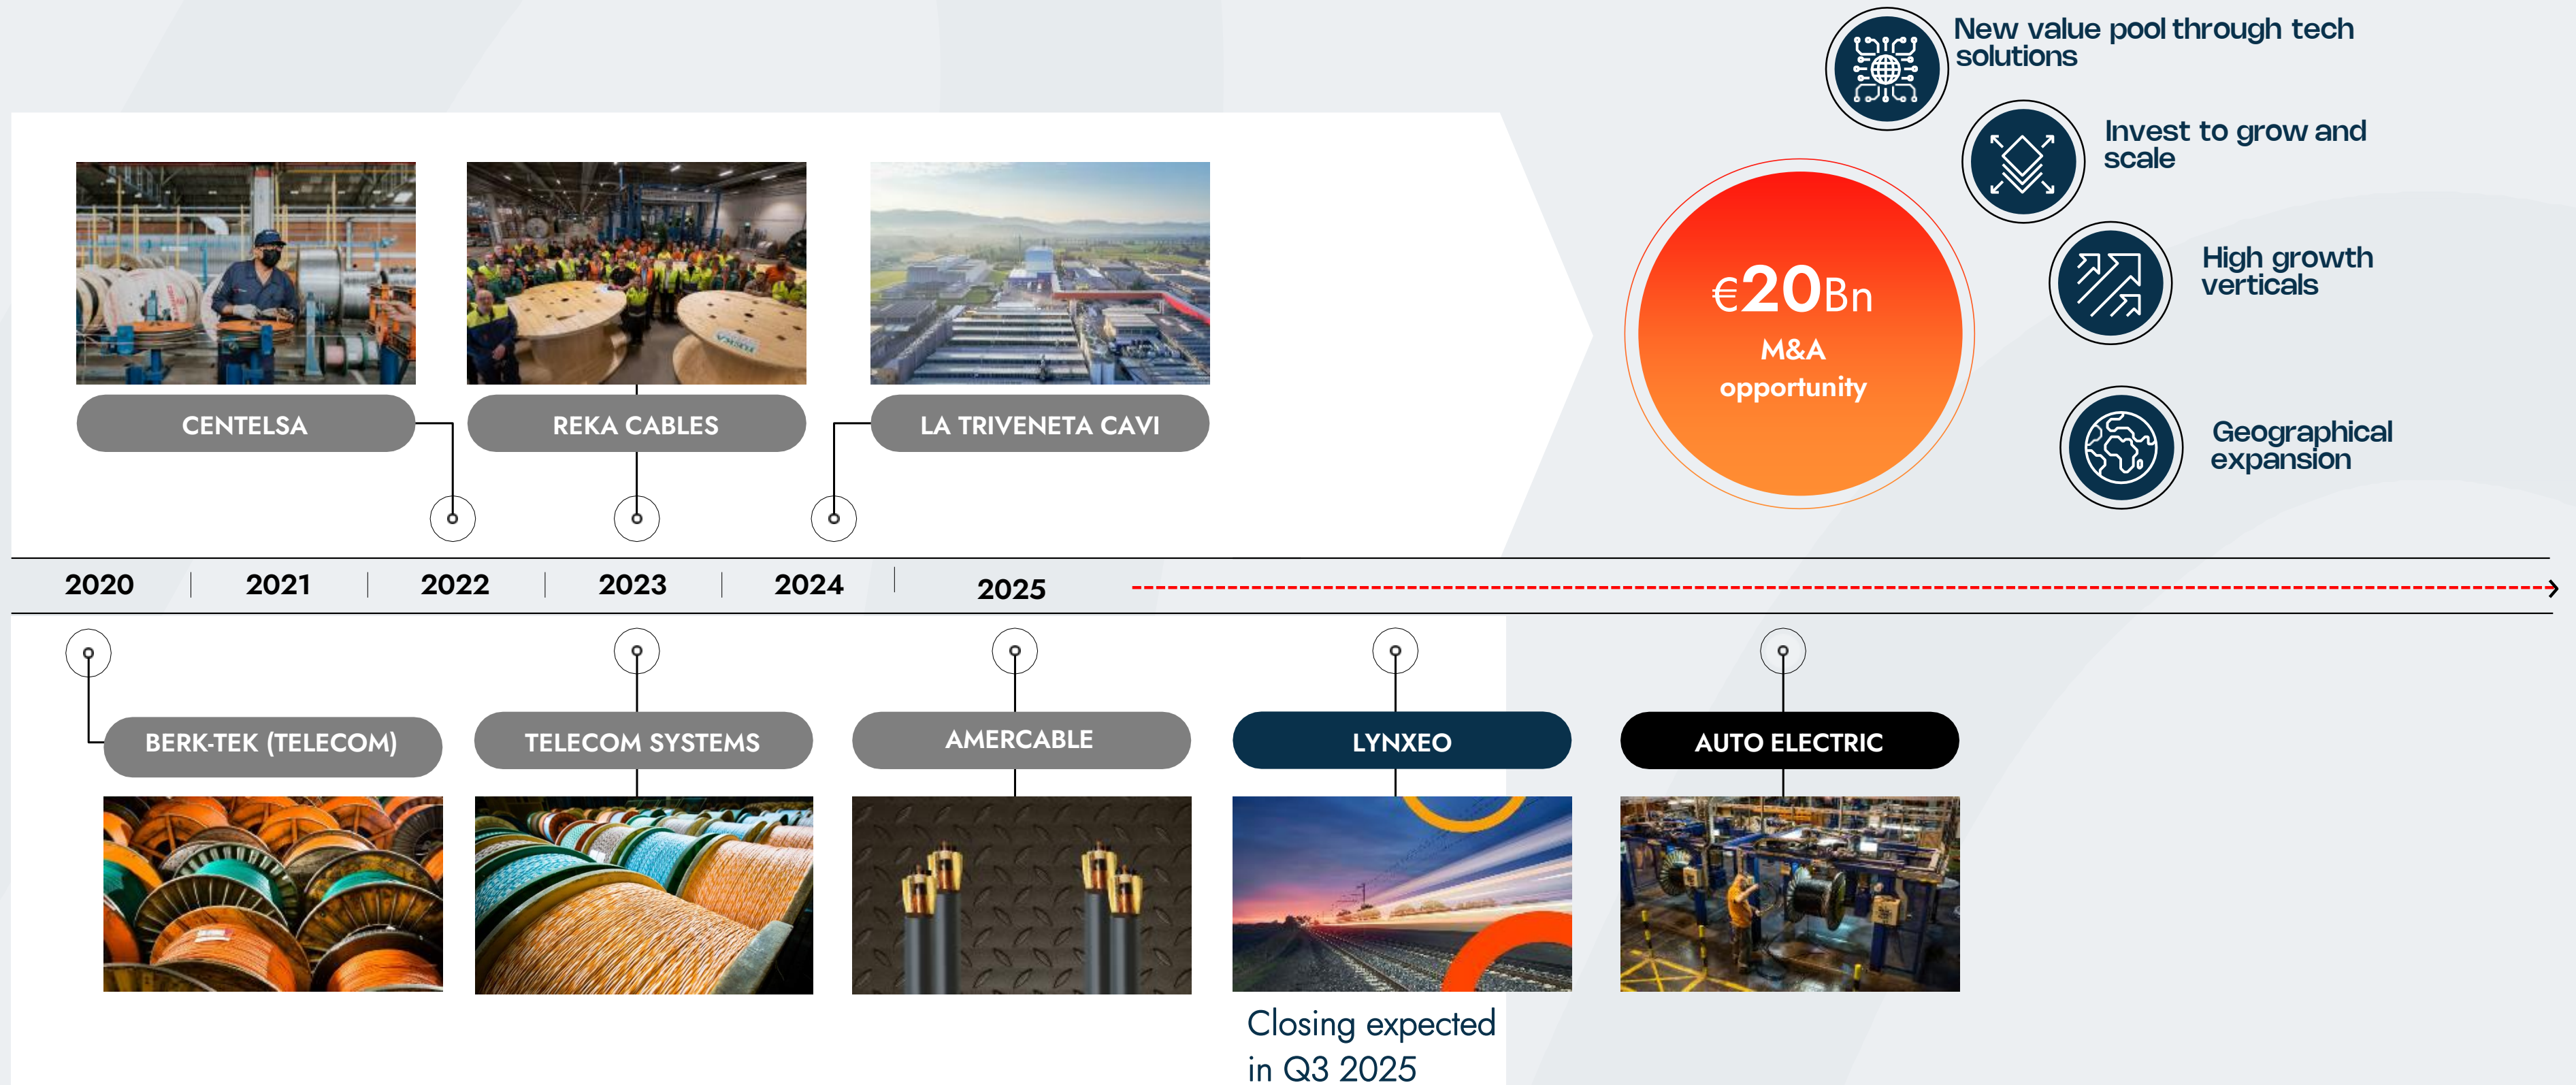 New value pool through tech
solutions
Invest to grow and
scale
High growth
verticals
Geographical
expansion
€20Bn
M&A
opportunity
CENTELSA
REKA CABLES
LA TRIVENETA CAVI
2020
2021
2022
2023
2024
2025
BERK-TEK (TELECOM)
TELECOM SYSTEMS
AMERCABLE
LYNXEO
AUTO ELECTRIC
Closing expected
in Q3 2025